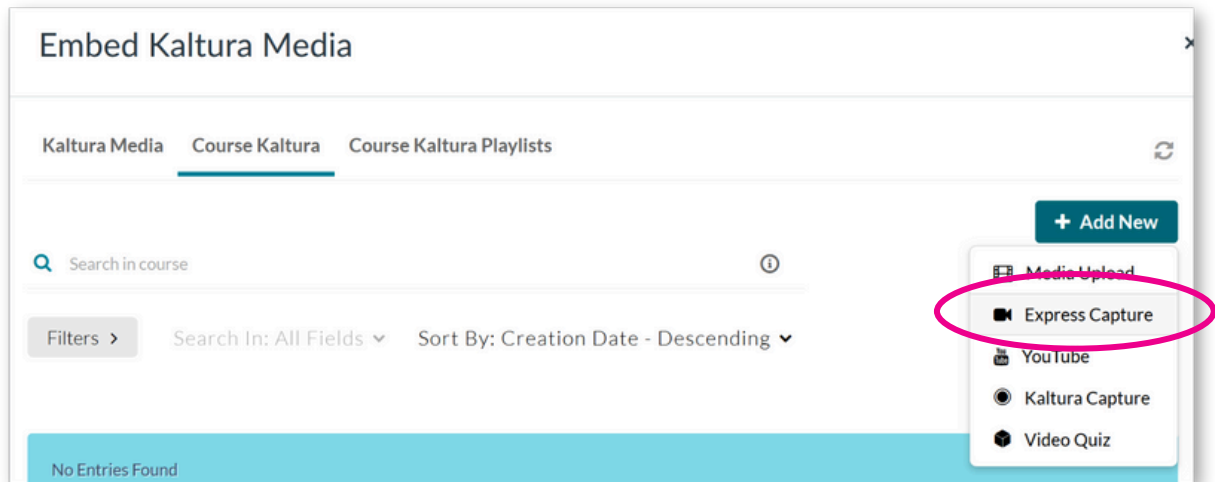 Embed Kaltura Media
Kaltura Media Course Kaltura Course Kaltura Playlists
+ Add New
Search in course
Media Upload
Express Capture
Filters > Search In: All Fields Sort By: Creation Date - Descending
YouTube
Kaltura Capture
Video Quiz
No Entries Found